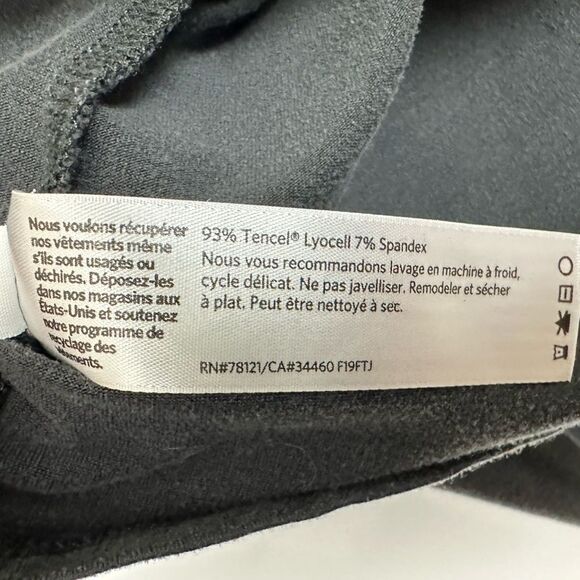 Nous voulons récupérer
nos vêtements même
s'ils sont usagés ou
déchirés. Déposez-les
dans nos magasins aux
États-Unis et soutenez
notre programme de
recyclage des
vêtements.
93% Tencel® Lyocell 7% Spandex
Nous vous recommandons lavage en machine à froid,
cycle délicat. Ne pas javelliser. Remodeler et sécher
à plat. Peut être nettoyé à sec.
RN#78121/CA#34460 F19FTJ